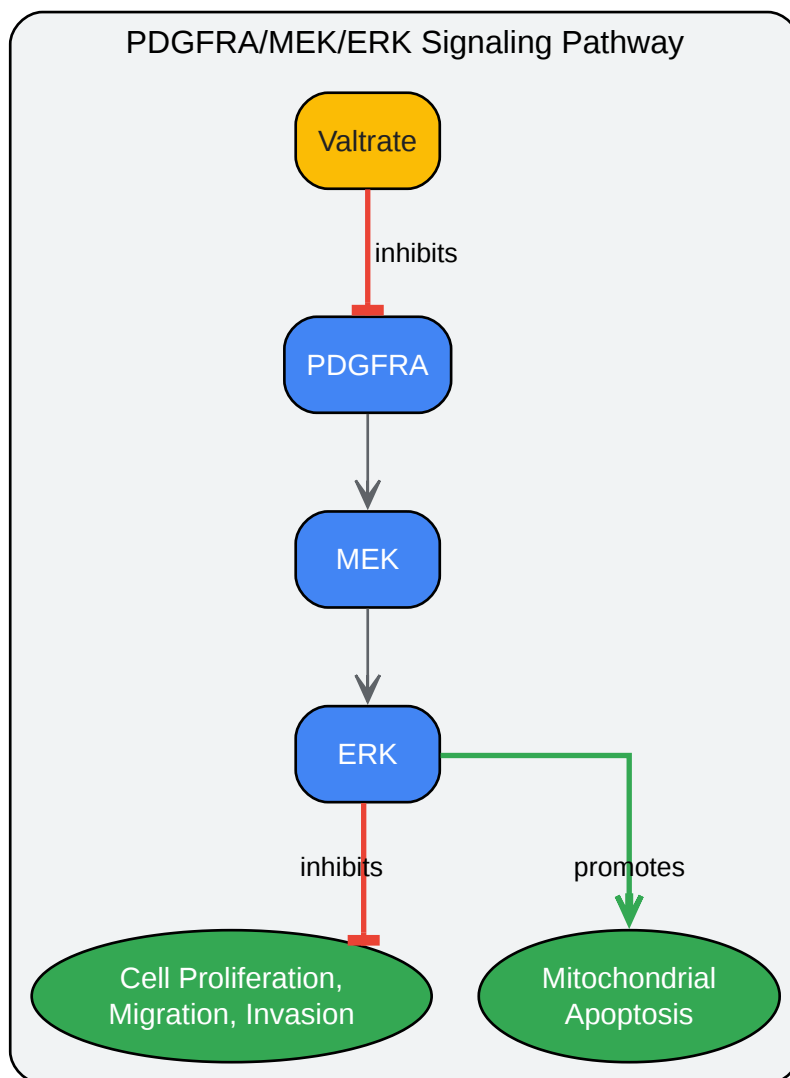 PDGFRA/MEK/ERK Signaling Pathway
Valtrate
inhibits
PDGFRA
MEK
ERK
inhibits
promotes
Cell Proliferation,
Migration, Invasion
Mitochondrial
Apoptosis